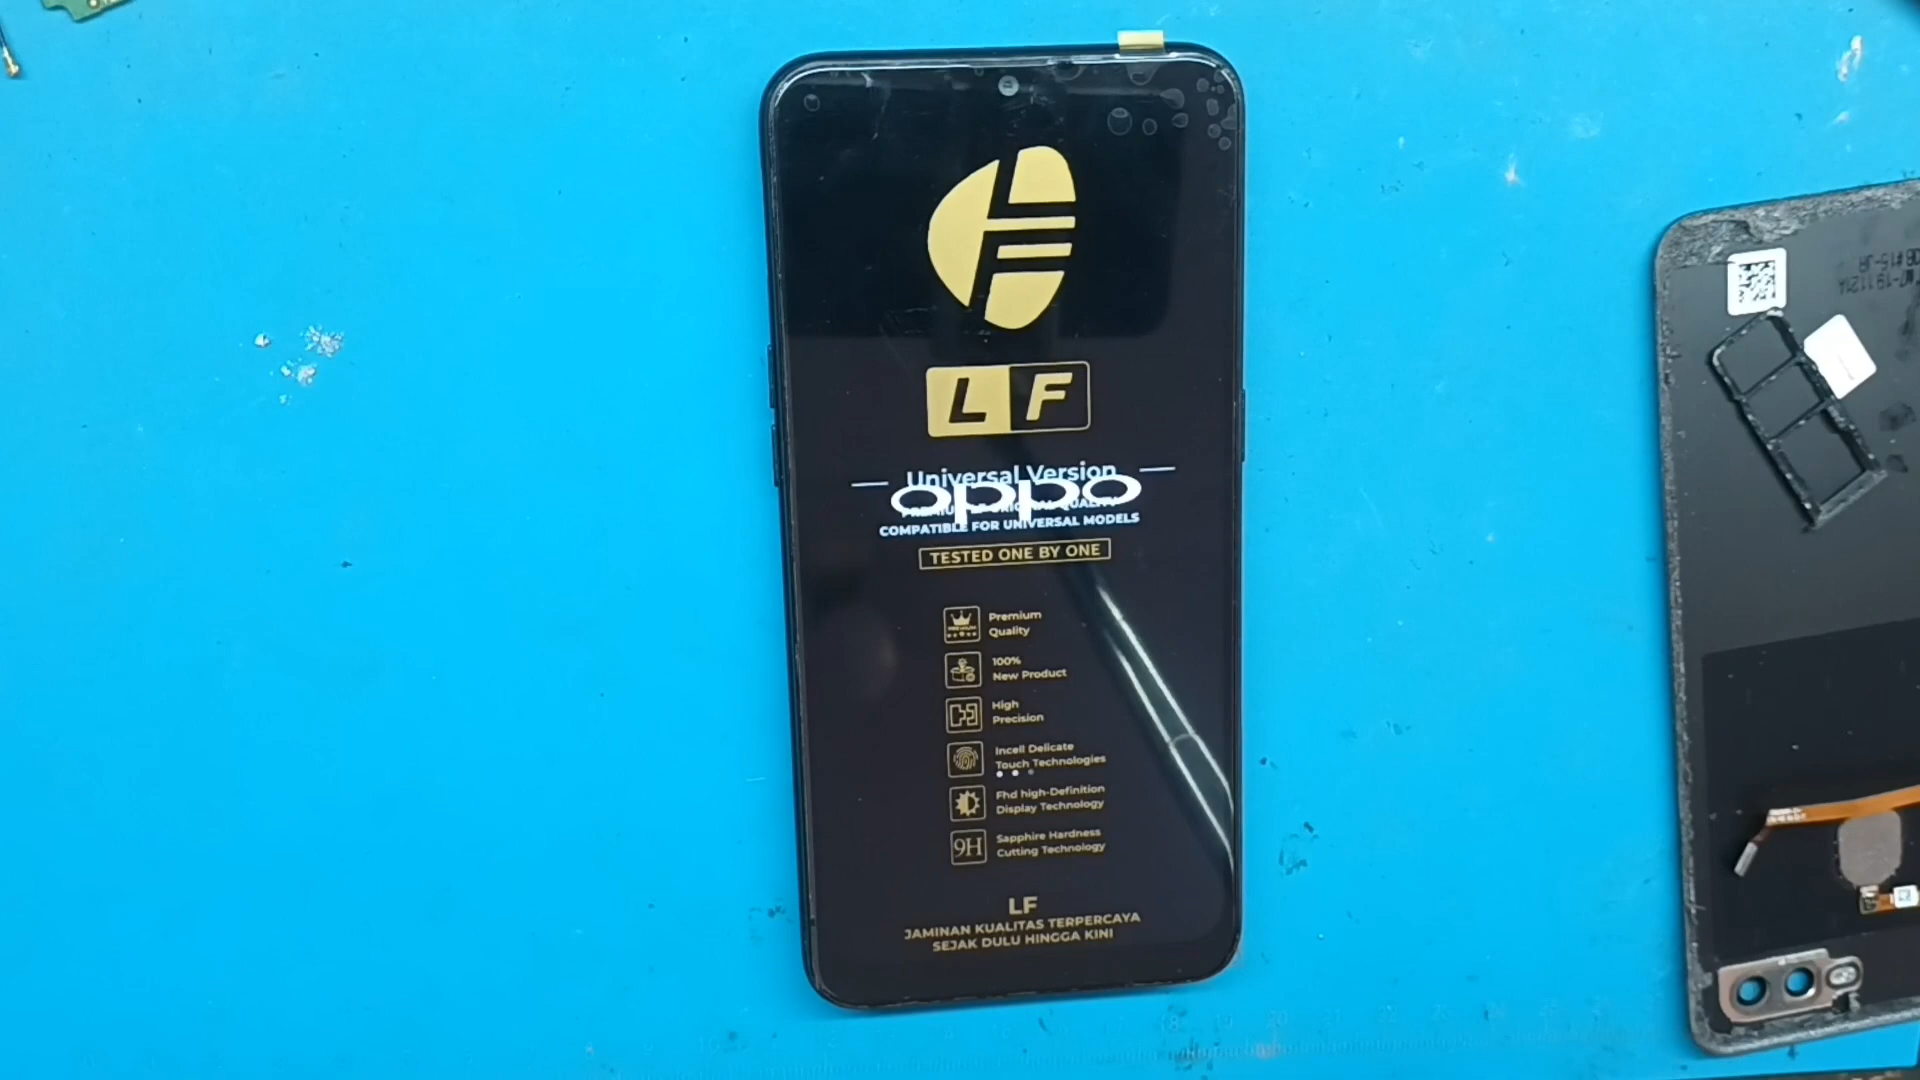 LF
Universal Version
oppo
COMPATIBLE FOR UNIVERSAL MODELS
TESTED ONE BY ONE
Premium
Quality
100%
New Product
High
Precision
Incell Delicate
Touch Technologies
Fhd high-Definition
Display Technology
9H
Sapphire Hardness
Cutting Technology
LF
JAMINAN KUALITAS TERPERCAYA
SEJAK DULU HINGGA KINI